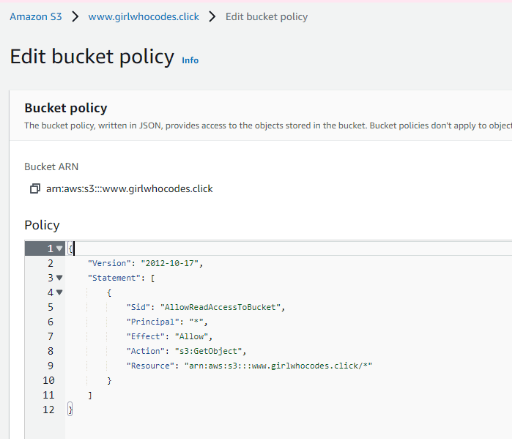 Amazon S3 > www.girlwhocodes.click > Edit bucket policy
Edit bucket policy Info
Bucket policy
The bucket policy, written in JSON, provides access to the objects stored in the bucket. Bucket policies don't apply to object
Bucket ARN
arn:aws:s3:::www.girlwhocodes.click
Policy
1 {
2 "Version": "2012-10-17",
3 "Statement": [
4 {
5 "Sid": "AllowReadAccessToBucket",
6 "Principal": "*",
7 "Effect": "Allow",
8 "Action": "s3:GetObject",
9 "Resource": "arn:aws:s3:::www.girlwhocodes.click/*"
10 }
11 ]
12 }